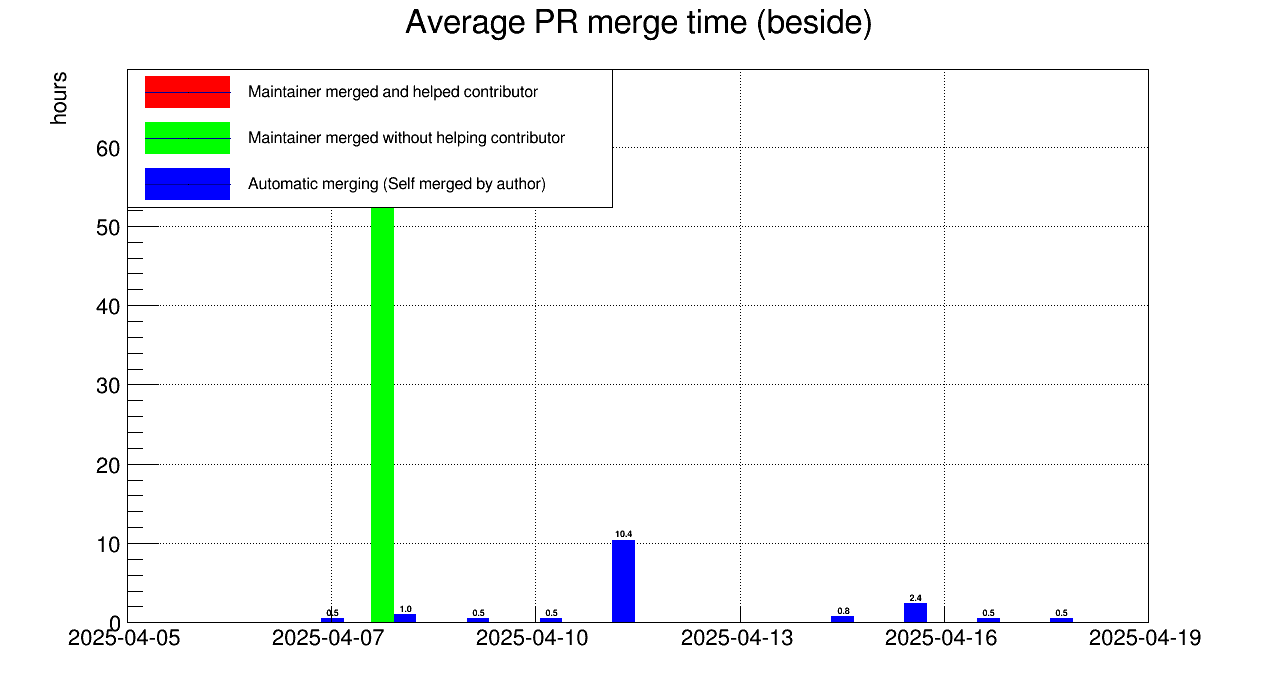 Average PR merge time (beside)
hours
Maintainer merged and helped contributor
Maintainer merged without helping contributor
Automatic merging (Self merged by author)
60
50
40
30
20
10
0
0.5
1.0
0.5
0.5
10.4
0.8
2.4
0.5
0.5
2025-04-05 2025-04-07 2025-04-10 2025-04-13 2025-04-16 2025-04-19